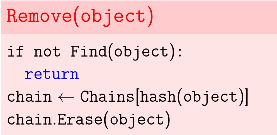 Remove(object)
if not Find(object):
return
chain ← Chains[hash(object)]
chain.Erase(object)